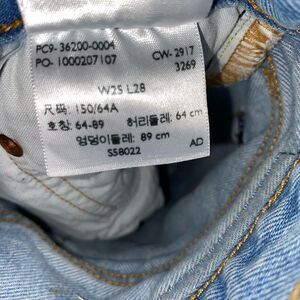 PC9-36200-0004 CW-2917
PO- 1000207107 3269
W25 L28
尺码: 150/64A
호칭: 64-89 허리둘레: 64 cm
엉덩이둘레: 89 cm
S58022 AD